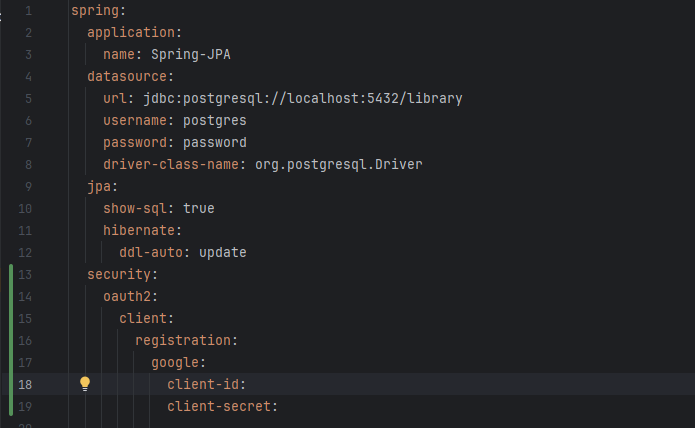 1 spring:
2   application:
3     name: Spring-JPA
4   datasource:
5     url: jdbc:postgresql://localhost:5432/library
6     username: postgres
7     password: password
8     driver-class-name: org.postgresql.Driver
9   jpa:
10     show-sql: true
11     hibernate:
12       ddl-auto: update
13   security:
14     oauth2:
15       client:
16         registration:
17           google:
18             client-id:
19             client-secret:
20